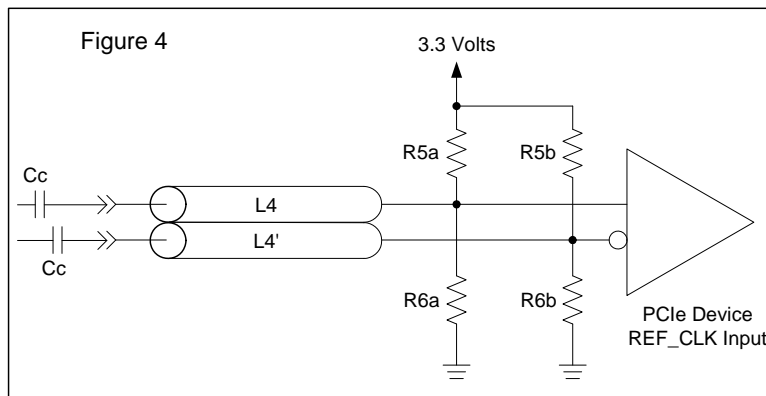 Figure 4
3.3 Volts
R5a
R5b
Cc
L4
L4'
Cc
R6a
R6b
PCIe Device
REF_CLK Input